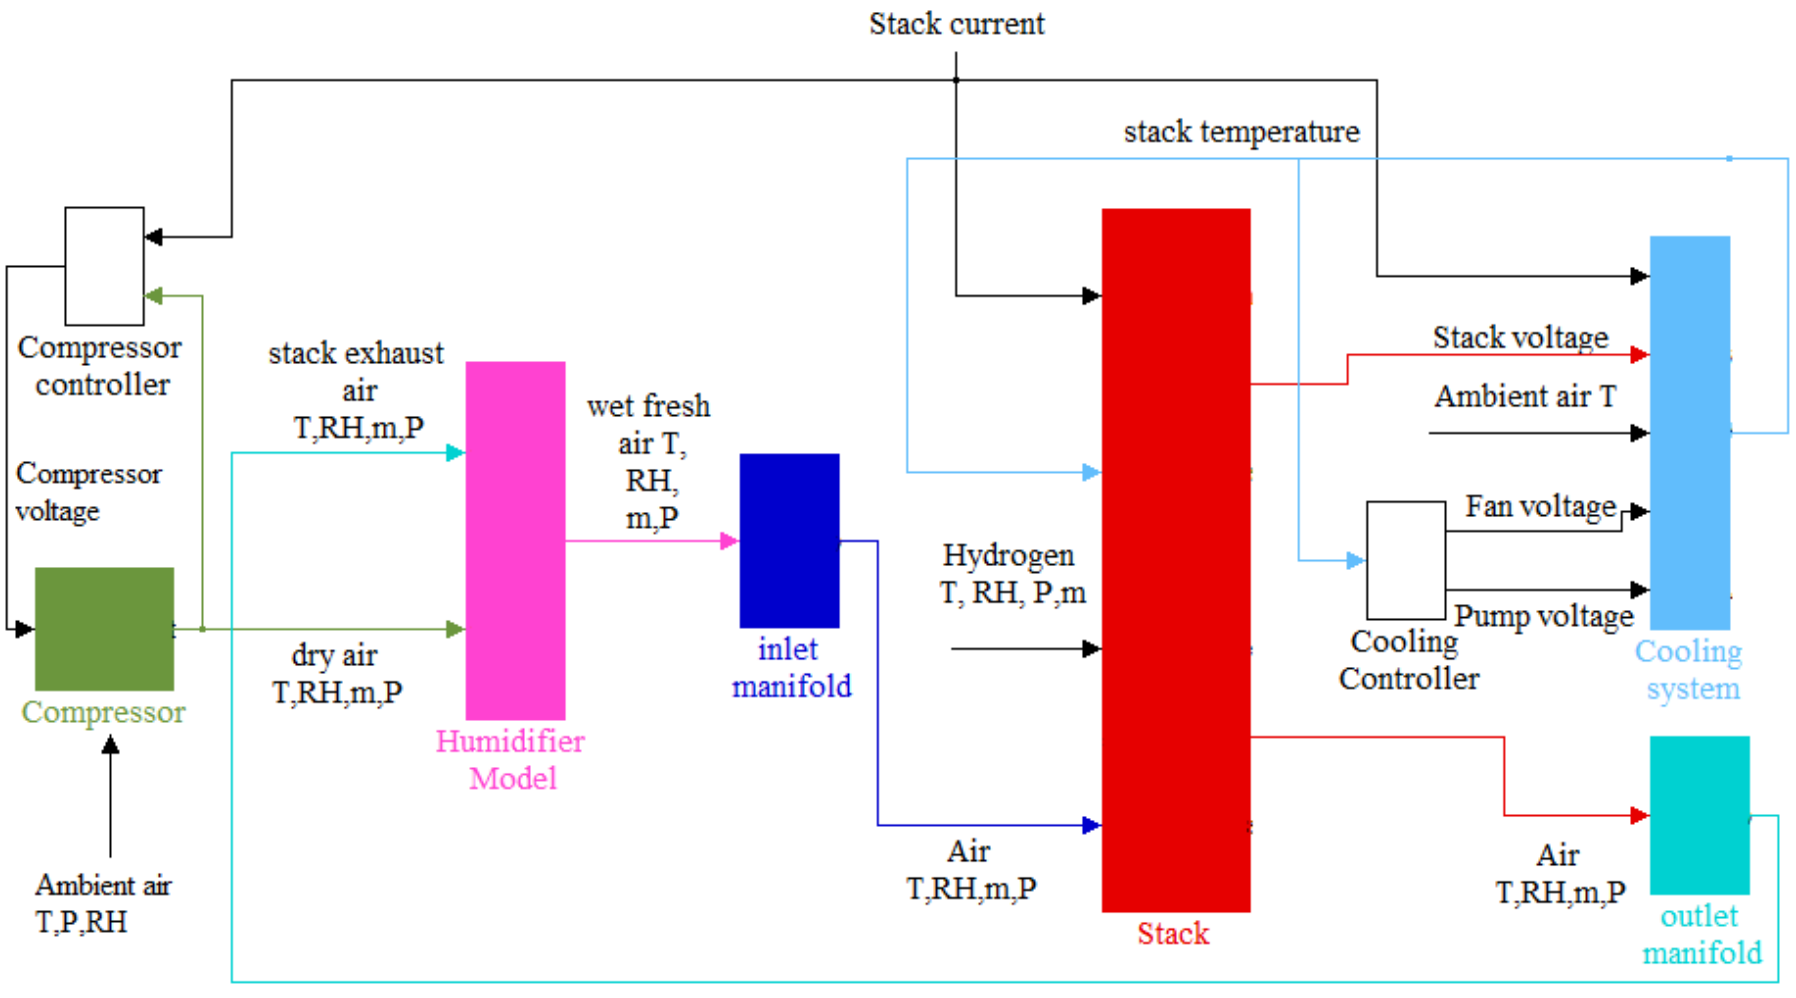 Stack current
stack temperature
Compressor
controller
stack exhaust
air
T,RH,m,P
wet fresh
air T,
RH,
m,P
Stack voltage
Ambient air T
Compressor
voltage
Fan voltage
Hydrogen
T, RH, P,m
Pump voltage
Cooling
Controller
Cooling
system
dry air
T,RH,m,P
inlet
manifold
Compressor
Humidifier
Model
Air
T,RH,m,P
Air
T,RH,m,P
Ambient air
T,P,RH
Stack
outlet
manifold